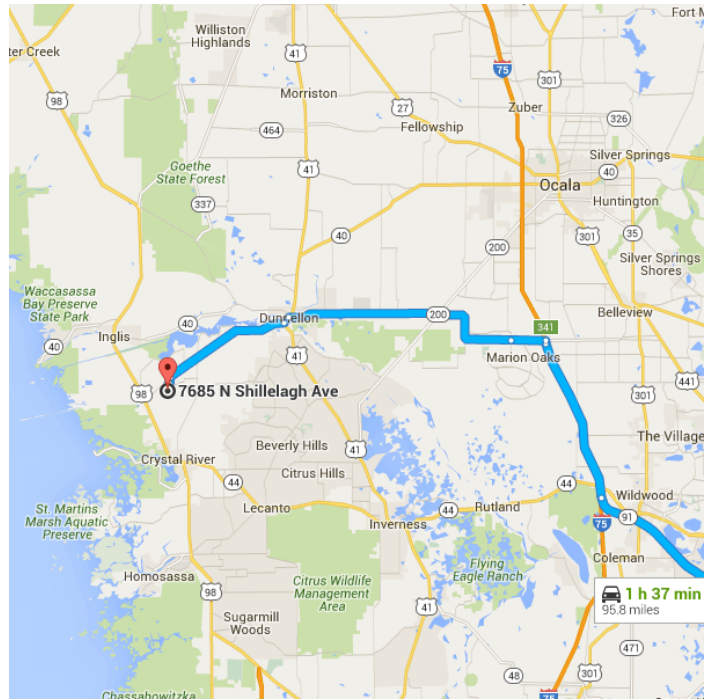 Williston
Highlands
Fort M
ter Creek
41
75
301
98
Zuber
Morriston
27
326
Fellowship
464
41
Silver Springs
Goethe
State Forest
40
Ocala
Huntington
337
40
200
301
35
Waccasassa
Bay Preserve
State Park
Silver Springs
Shores
40
Dunnellon
200
Belleview
Inglis
341
40
41
Marion Oaks
98
7685 N Shillelagh Ave
441
301
The Village
Beverly Hills
41
Crystal River
44
Citrus Hills
44
44
Wildwood
St. Martins
Marsh Aquatic
Preserve
Lecanto
Rutland
91
Inverness
75
Coleman
Flying
Eagle Ranch
Homosassa
98
Citrus Wildlife
Management
Area
1 h 37 min
95.8 miles
41
Sugarmill
Woods
471
48
301
Chassahowitzka
75